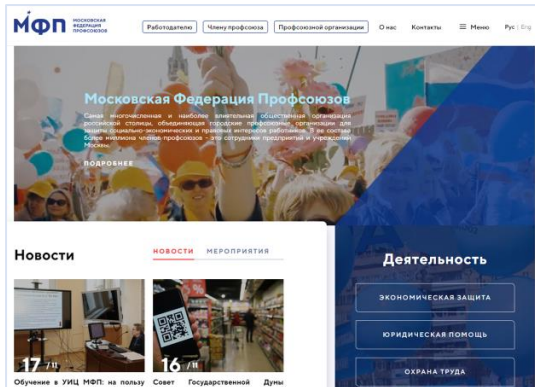 МФП
МОСКОВСКАЯ
ФЕДЕРАЦИЯ
ПРОФСОЮЗОВ
Работодателю Члену профсоюза Профсоюзной организации О нас Контакты Меню Рус | Eng
Московская Федерация Профсоюзов
Самая многочисленная и наиболее влиятельная общественная организация
российской столицы, объединяющая городские профсоюзные организации для
защиты социально-экономических и правовых интересов работников. В ее составе
более миллиона членов профсоюзов - это сотрудники предприятий и учреждений
Москвы.
ПОДРОБНЕЕ
Новости
НОВОСТИ МЕРОПРИЯТИЯ
17 / 11
Обучение в УИЦ МФП: на пользу
16 / 11
Совет Государственной Думы
Деятельность
ЭКОНОМИЧЕСКАЯ ЗАЩИТА
ЮРИДИЧЕСКАЯ ПОМОЩЬ
ОХРАНА ТРУДА